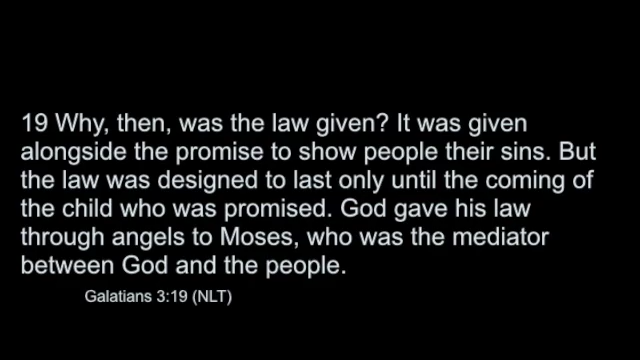 19 Why, then, was the law given? It was given
alongside the promise to show people their sins. But
the law was designed to last only until the coming of
the child who was promised. God gave his law
through angels to Moses, who was the mediator
between God and the people.
Galatians 3:19 (NLT)